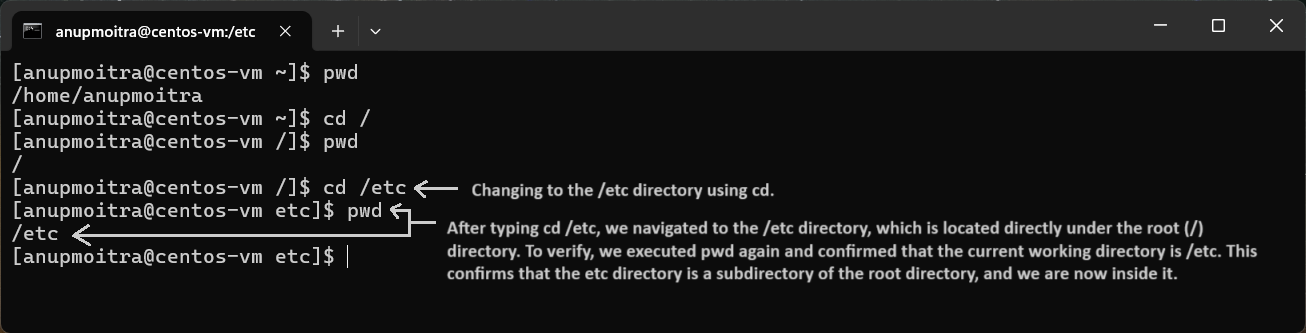 anupmoitra@centos-vm:/etc
[anupmoitra@centos-vm ~]$ pwd
/home/anupmoitra
[anupmoitra@centos-vm ~]$ cd /
[anupmoitra@centos-vm /]$ pwd
/
[anupmoitra@centos-vm /]$ cd /etc
Changing to the /etc directory using cd.
[anupmoitra@centos-vm etc]$ pwd
/etc
[anupmoitra@centos-vm etc]$
After typing cd /etc, we navigated to the /etc directory, which is located directly under the root (/)
directory. To verify, we executed pwd again and confirmed that the current working directory is /etc. This
confirms that the etc directory is a subdirectory of the root directory, and we are now inside it.